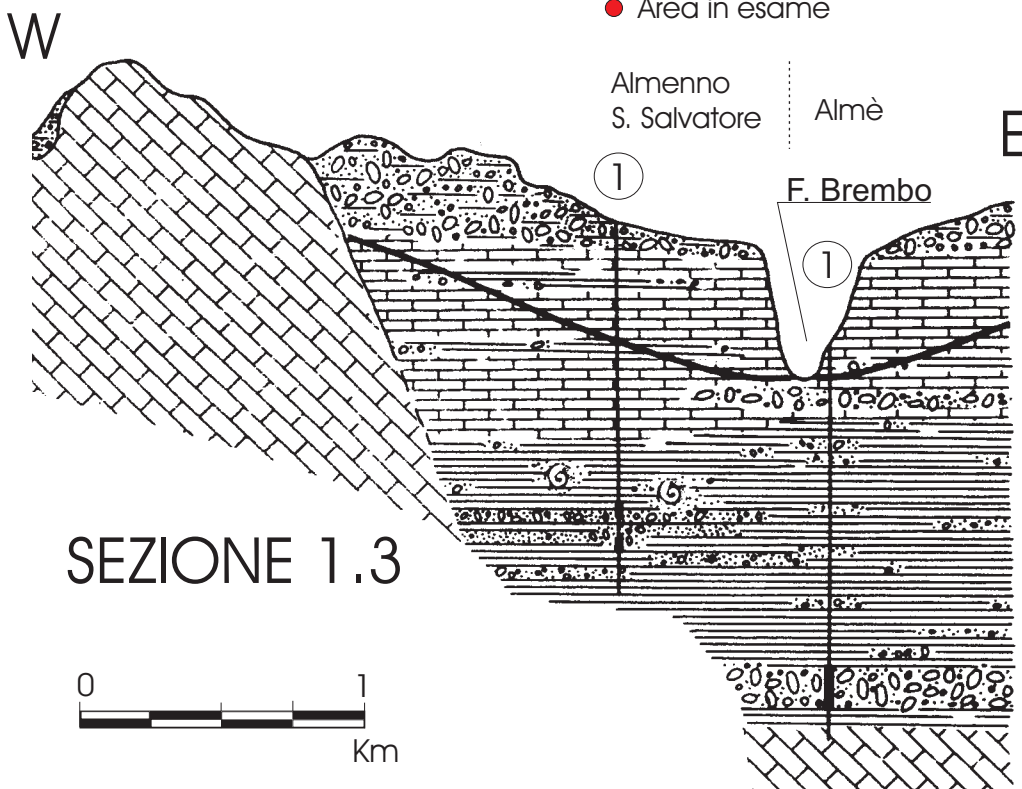 Area in esame
W
Almenno
S. Salvatore
Almè
E
1
F. Brembo
1
SEZIONE 1.3
0 1
Km